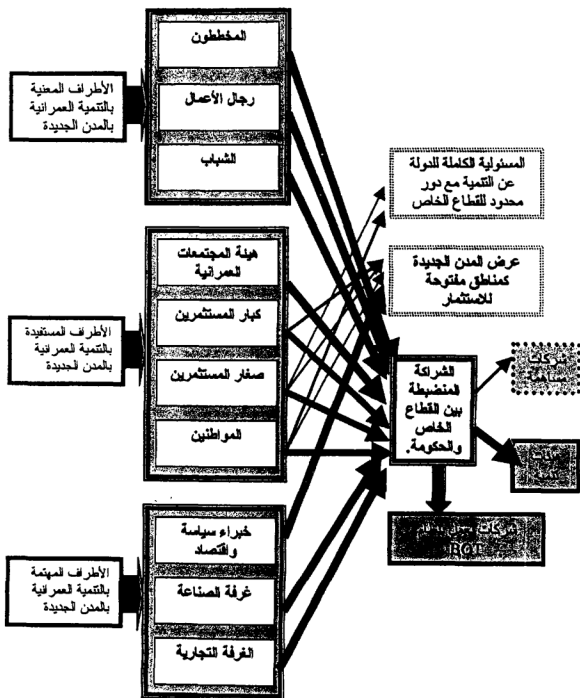 الأطراف المعنية
بالتنمية العمرانية
بالمدن الجديدة
المخططون
رجال الأعمال
الشباب
المسئولية الكاملة للدولة
عن التنمية مع دور
محدود للقطاع الخاص
عرض المدن الجديدة
كمناطق مفتوحة
للاستثمار
الأطراف المستفيدة
بالتنمية العمرانية
بالمدن الجديدة
هيئة المجتمعات
العمرانية
كبار المستثمرين
صغار المستثمرين
المواطنين
الشراكة
المنضبطة
بين القطاع
الخاص
والحكومة.
شركات
مساهمة
شركات
BOT
الأطراف المهتمة
بالتنمية العمرانية
بالمدن الجديدة
خبراء سياسة
واقتصاد
غرفة الصناعة
الغرفة التجارية